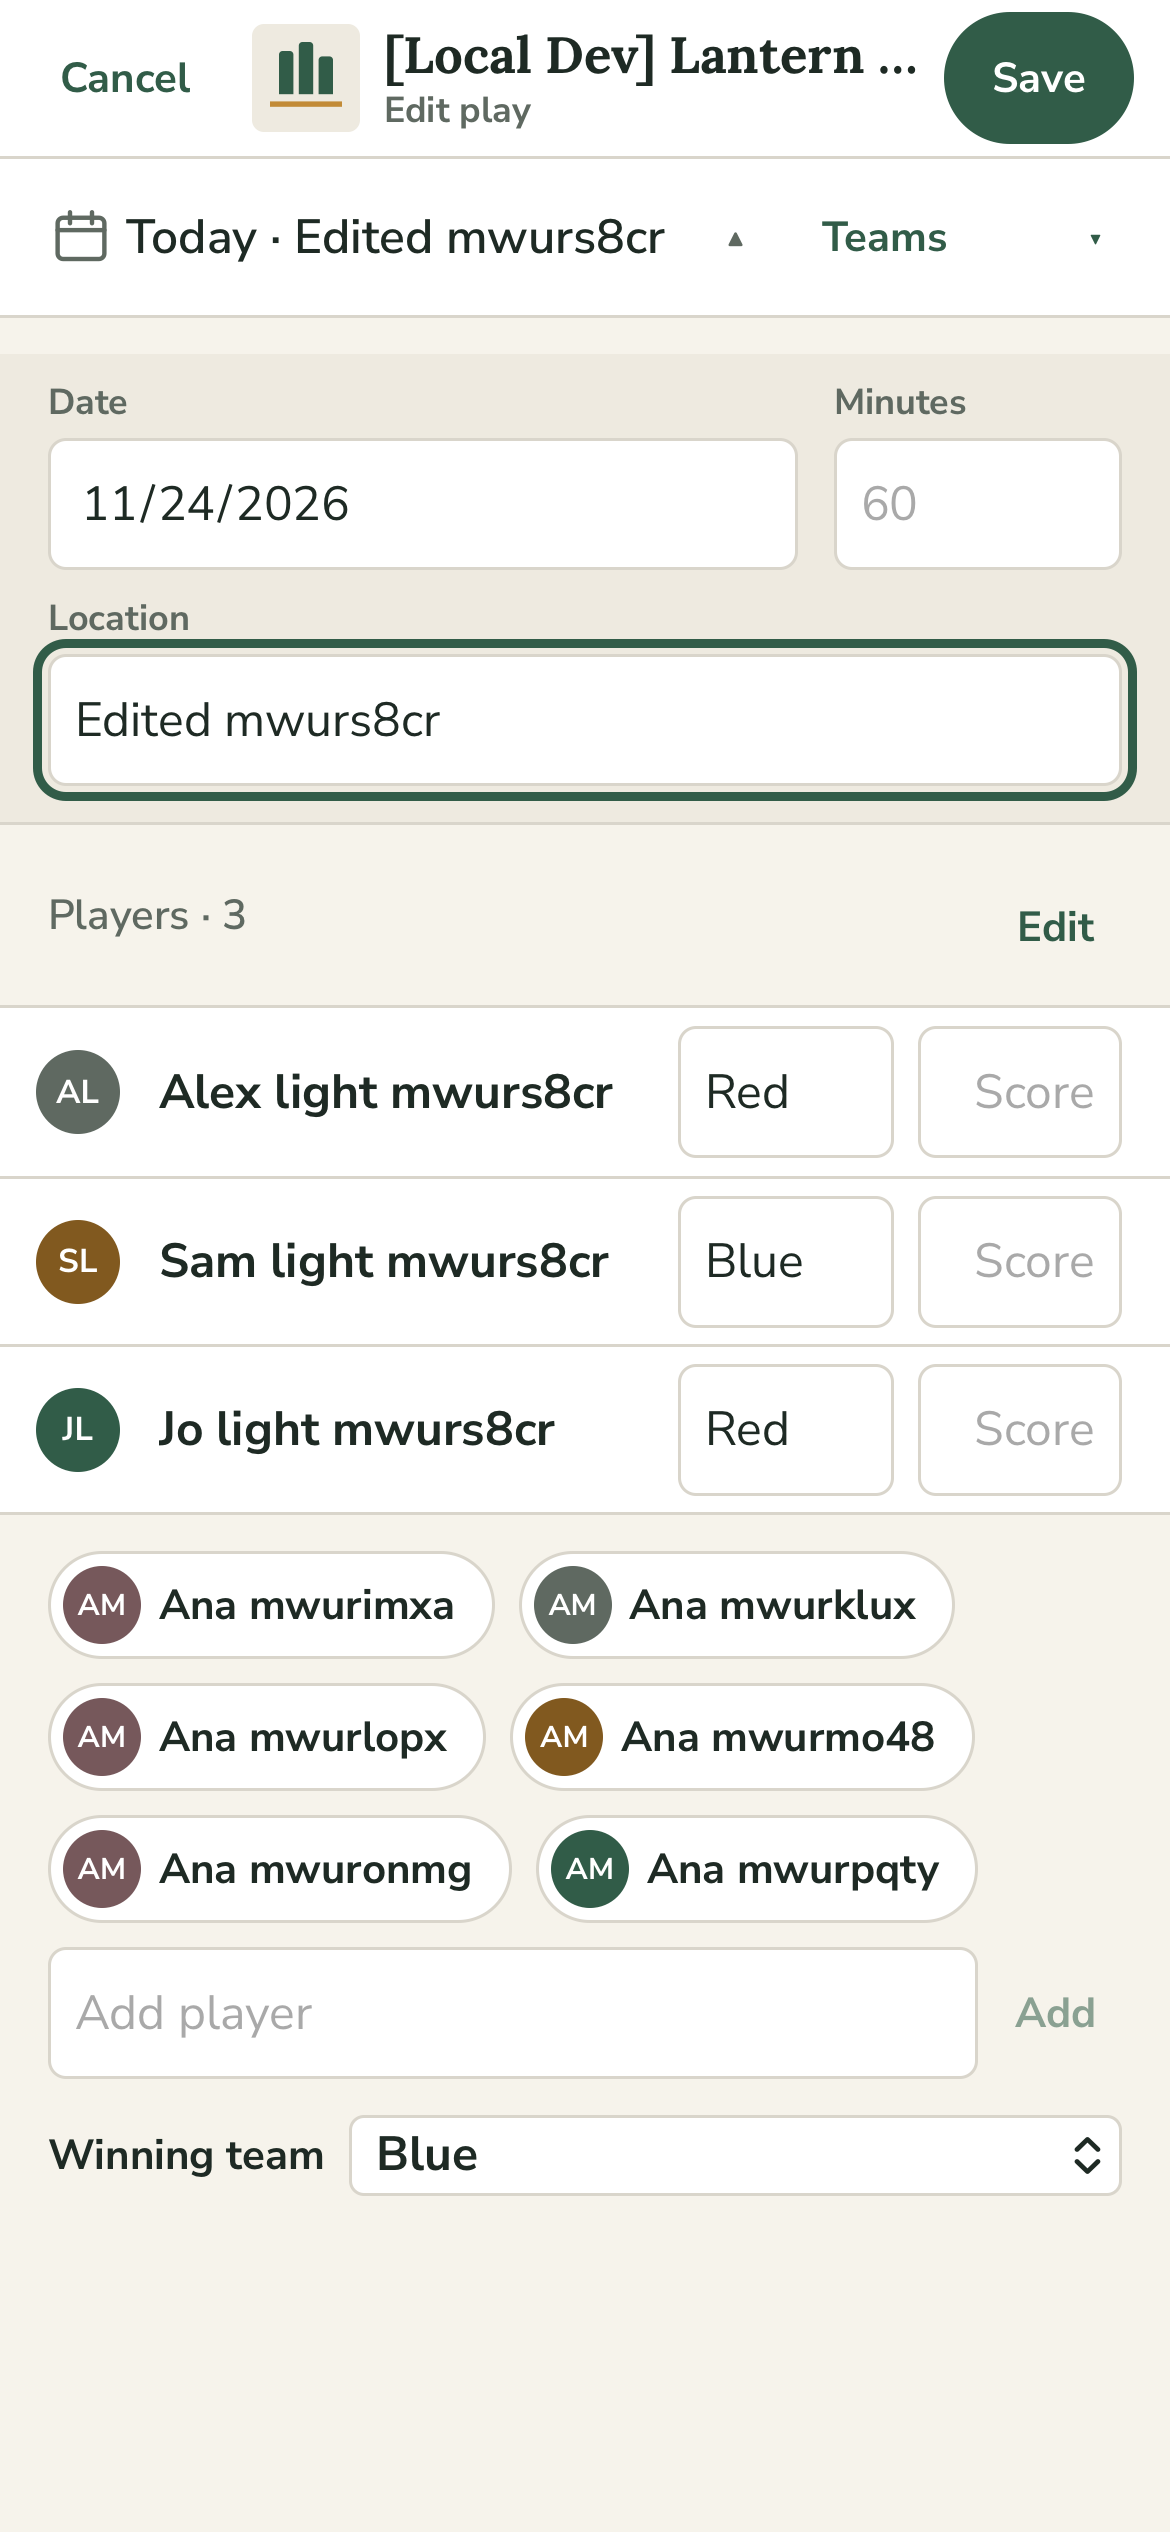 Cancel
[Local Dev] Lantern ...
Edit play
Save
Today · Edited mwurs8cr
Teams
Date
Minutes
11/24/2026
60
Location
Edited mwurs8cr
Players · 3
Edit
AL Alex light mwurs8cr Red Score
SL Sam light mwurs8cr Blue Score
JL Jo light mwurs8cr Red Score
AM Ana mwurimxa AM Ana mwurklux
AM Ana mwurlopx AM Ana mwurmo48
AM Ana mwuronmg AM Ana mwurpqty
Add player Add
Winning team Blue